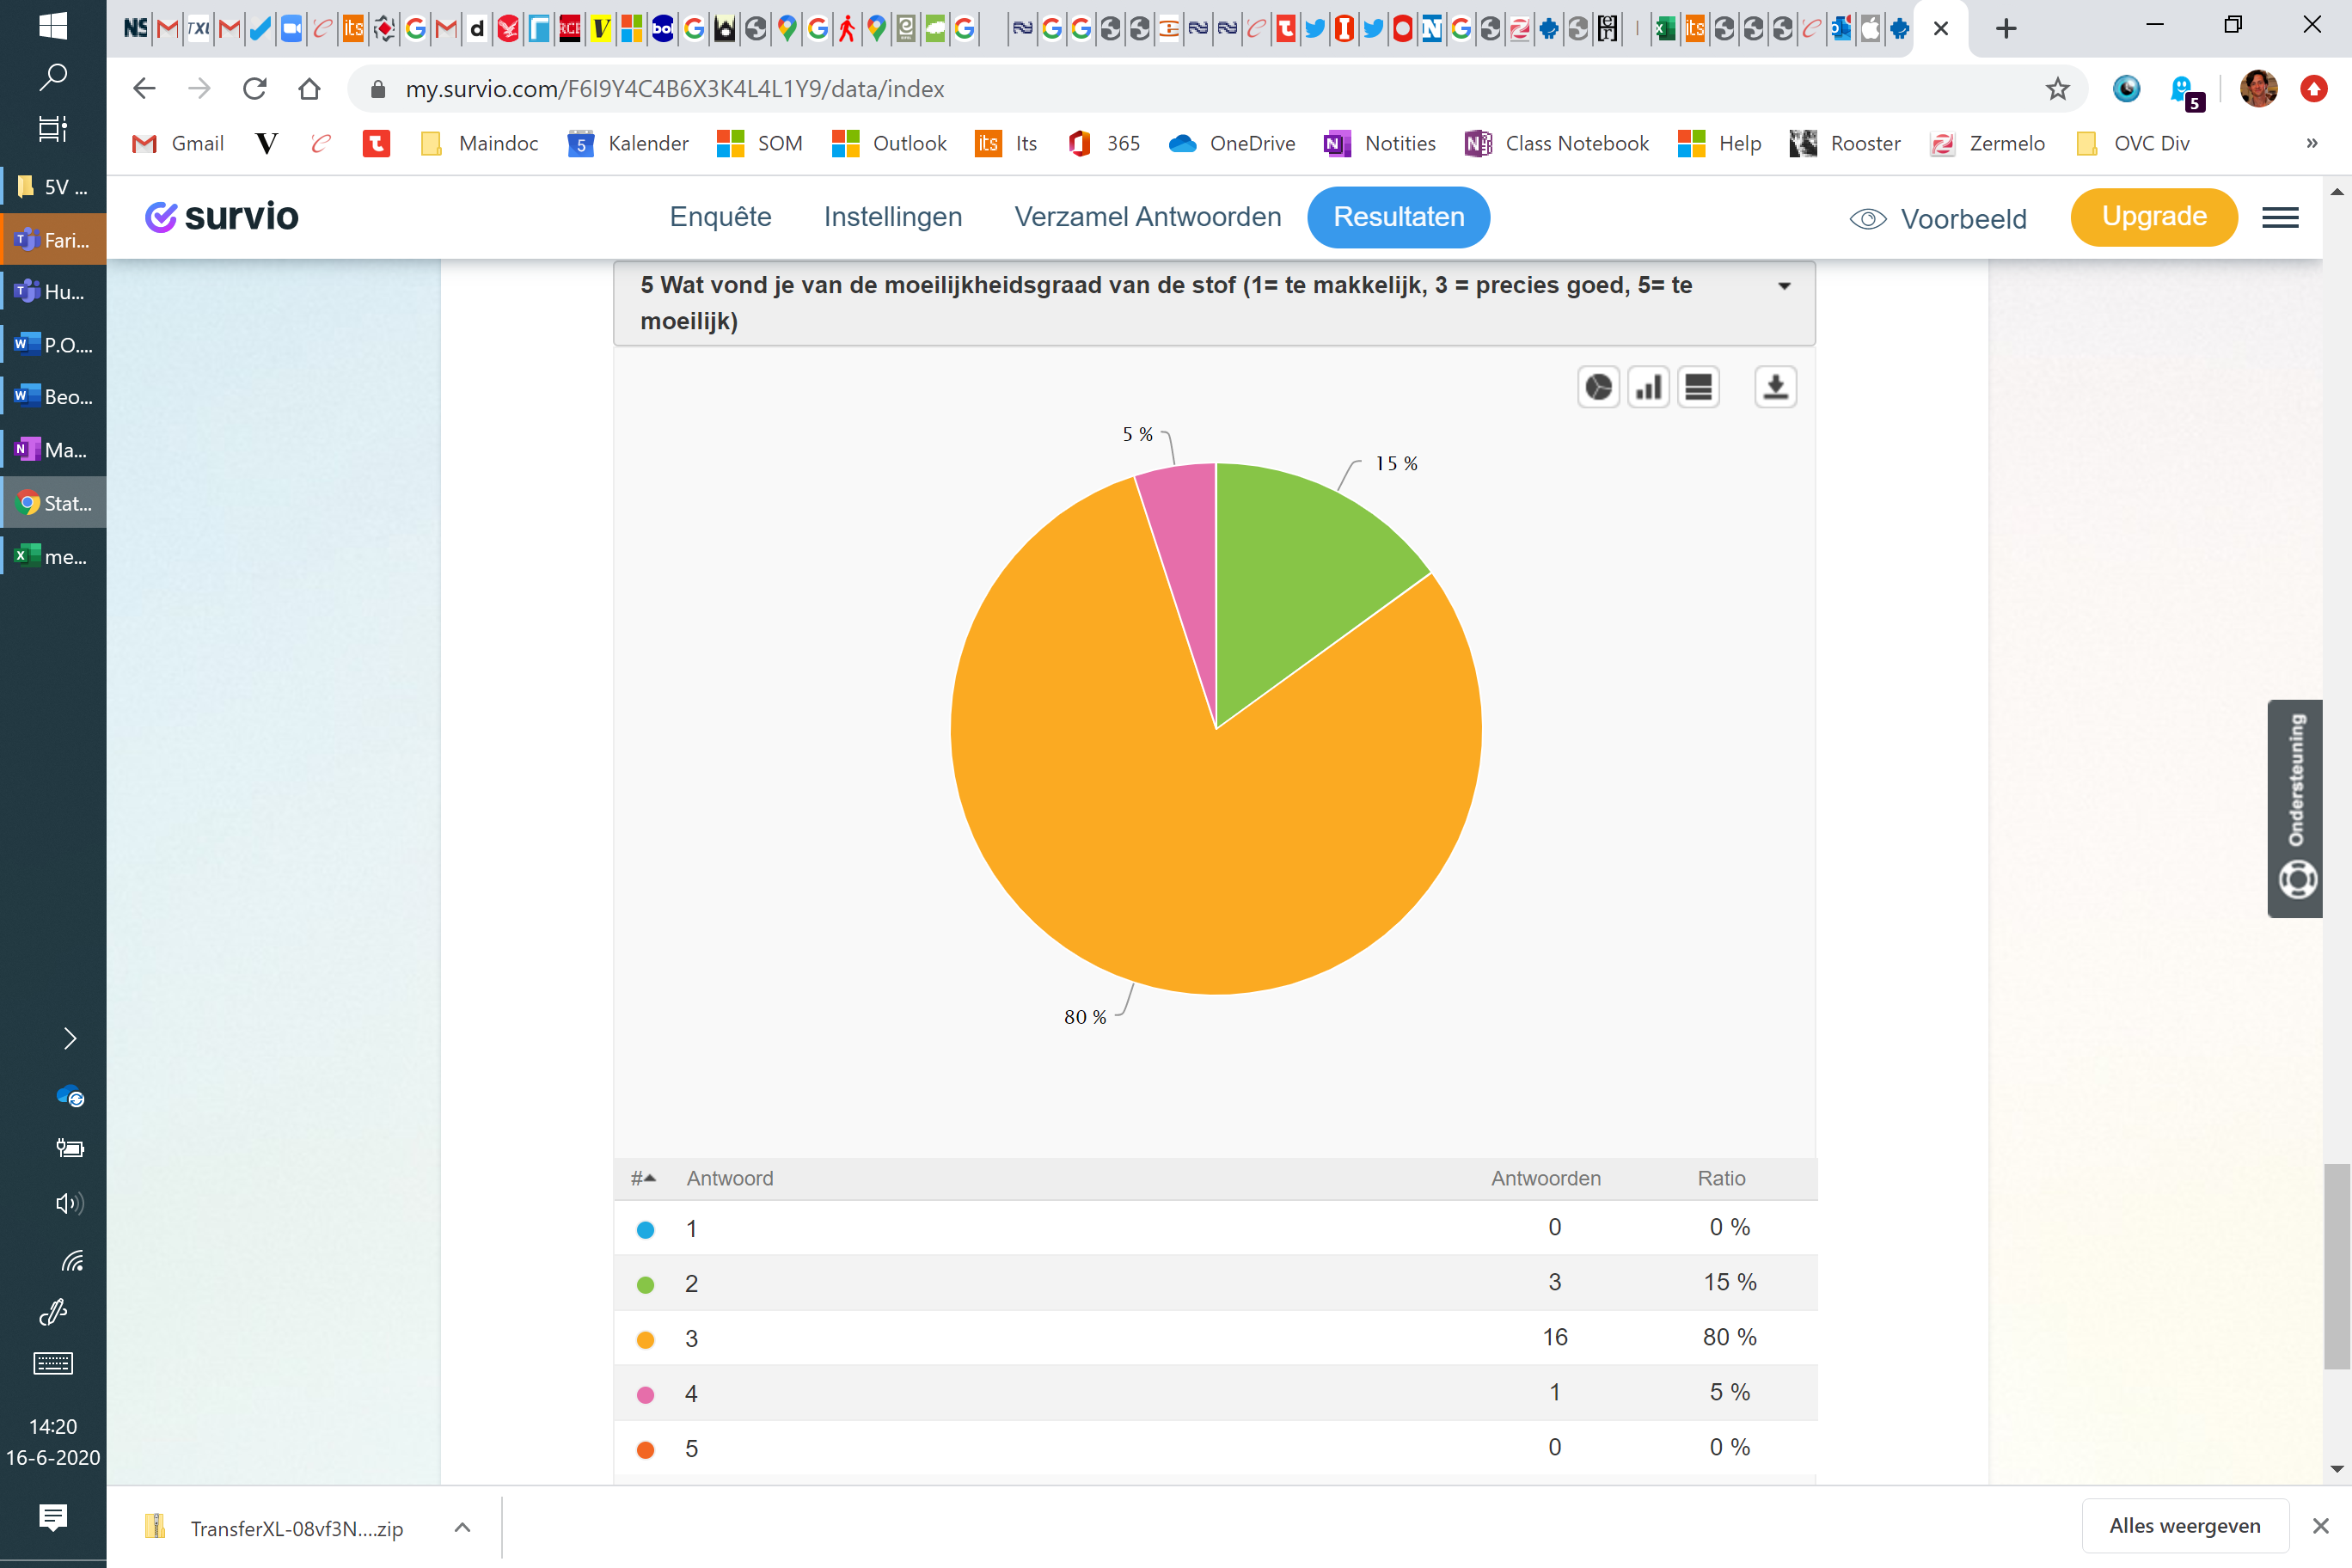 my.survio.com/F6I9Y4C4B6X3K4L4L1Y9/data/index
5
Gmail
Maindoc
5
Kalender
SOM
Outlook
its
Its
365
OneDrive
Notities
Class Notebook
Help
Rooster
Zermelo
OVC Div
»
survio
Enquête
Instellingen
Verzamel Antwoorden
Resultaten
Voorbeeld
Upgrade
5V ...
Fari...
Hu...
P.O....
Beo...
Ma...
Stat...
me...
5 Wat vond je van de moeilijkheidsgraad van de stof (1= te makkelijk, 3 = precies goed, 5= te
moeilijk)
5 %
15 %
80 %
Ondersteuning
#
Antwoord
Antwoorden
Ratio
1
0
0 %
2
3
15 %
3
16
80 %
4
1
5 %
5
0
0 %
14:20
16-6-2020
TransferXL-08vf3N....zip
Alles weergeven